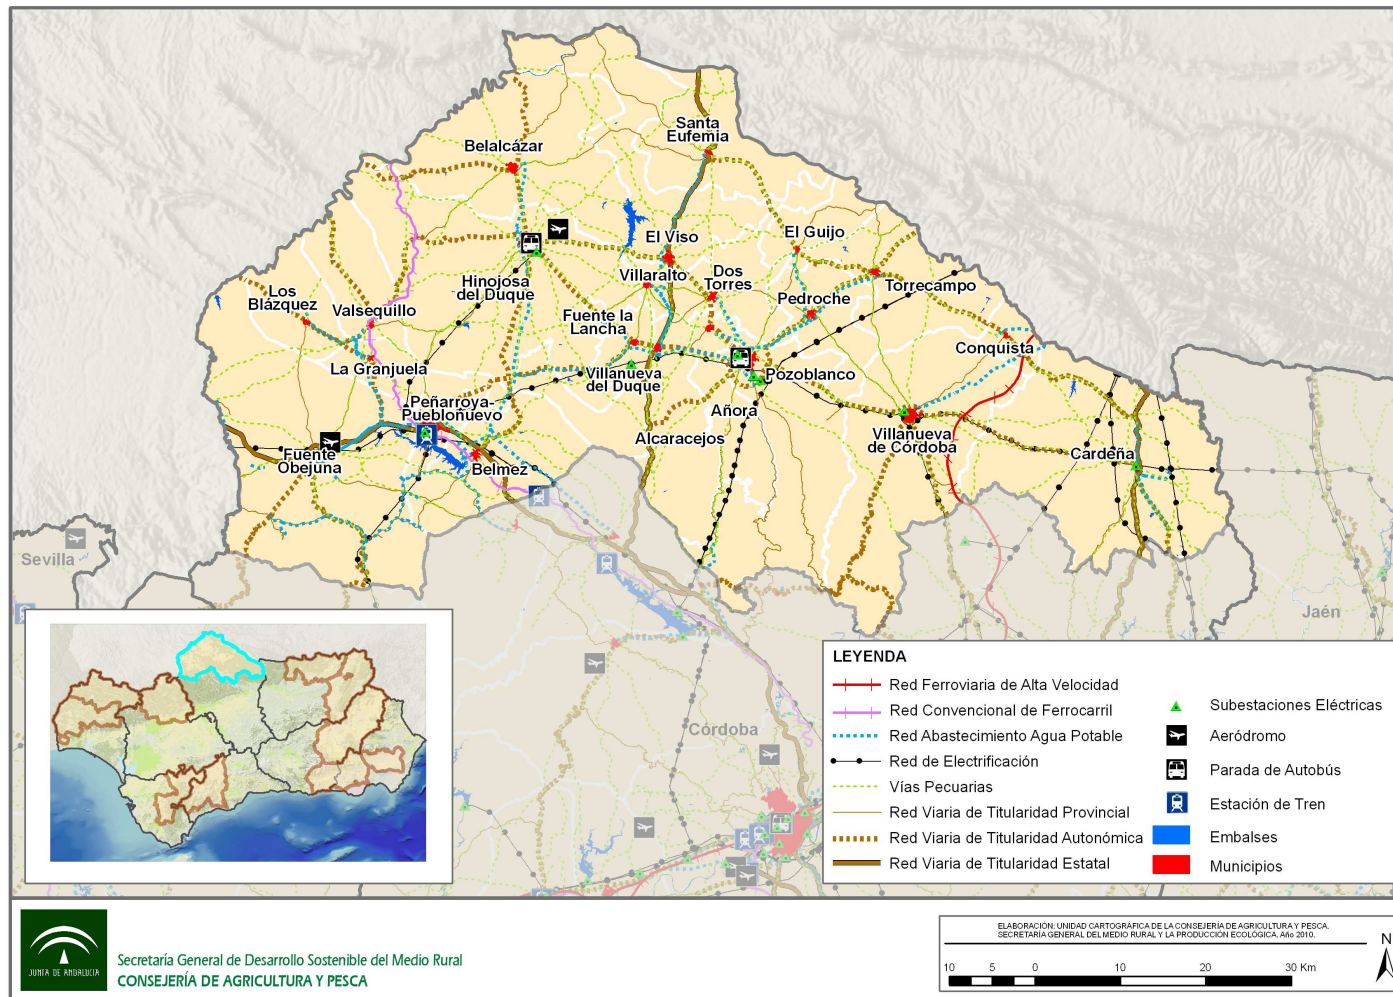 Santa
Eufemia
Belalcázar
El Viso
El Guijo
Hinojosa
del Duque
Villaralto
Dos
Torres
Torrecampo
Los
Blázquez
Valsequillo
Pedroche
Fuente la
Lancha
Conquista
La Granjuela
Villanueva
del Duque
Pozoblanco
Peñarroya-
Pueblonuevo
Añora
Alcaracejos
Villanueva
de Córdoba
Cardeña
Fuente
Obejuna
Belmez
Sevilla
Jaén
Córdoba
LEYENDA
Red Ferroviaria de Alta Velocidad
Red Convencional de Ferrocarril
Red Abastecimiento Agua Potable
Red de Electrificación
Vías Pecuarias
Red Viaria de Titularidad Provincial
Red Viaria de Titularidad Autonómica
Red Viaria de Titularidad Estatal
Subestaciones Eléctricas
Aeródromo
Parada de Autobús
Estación de Tren
Embalses
Municipios
JUNTA DE ANDALUCIA
Secretaría General de Desarrollo Sostenible del Medio Rural
CONSEJERÍA DE AGRICULTURA Y PESCA
ELABORACIÓN: UNIDAD CARTOGRÁFICA DE LA CONSEJERÍA DE AGRICULTURA Y PESCA.
SECRETARÍA GENERAL DEL MEDIO RURAL Y LA PRODUCCIÓN ECOLÓGICA. Año 2010.
10 5 0 10 20 30 Km
N